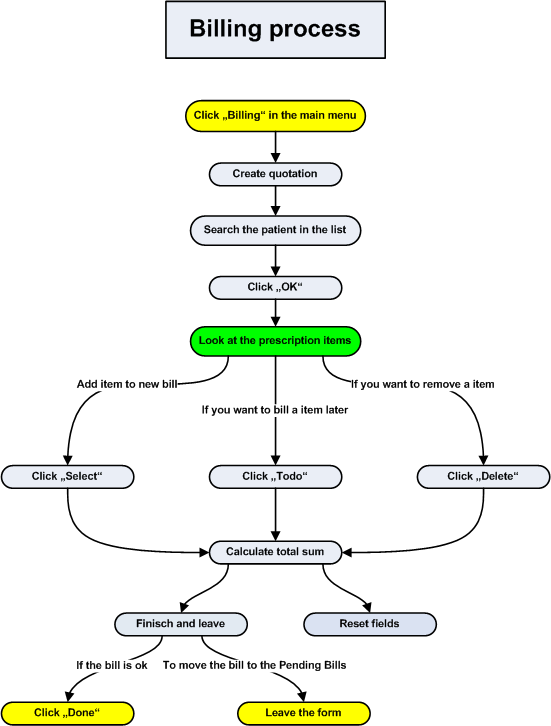 Billing process
Click „Billing“ in the main menu
Create quotation
Search the patient in the list
Click „OK“
Look at the prescription items
Add item to new bill
If you want to remove a item
If you want to bill a item later
Click „Select“
Click „Todo“
Click „Delete“
Calculate total sum
Finisch and leave
Reset fields
If the bill is ok
To move the bill to the Pending Bills
Click „Done“
Leave the form